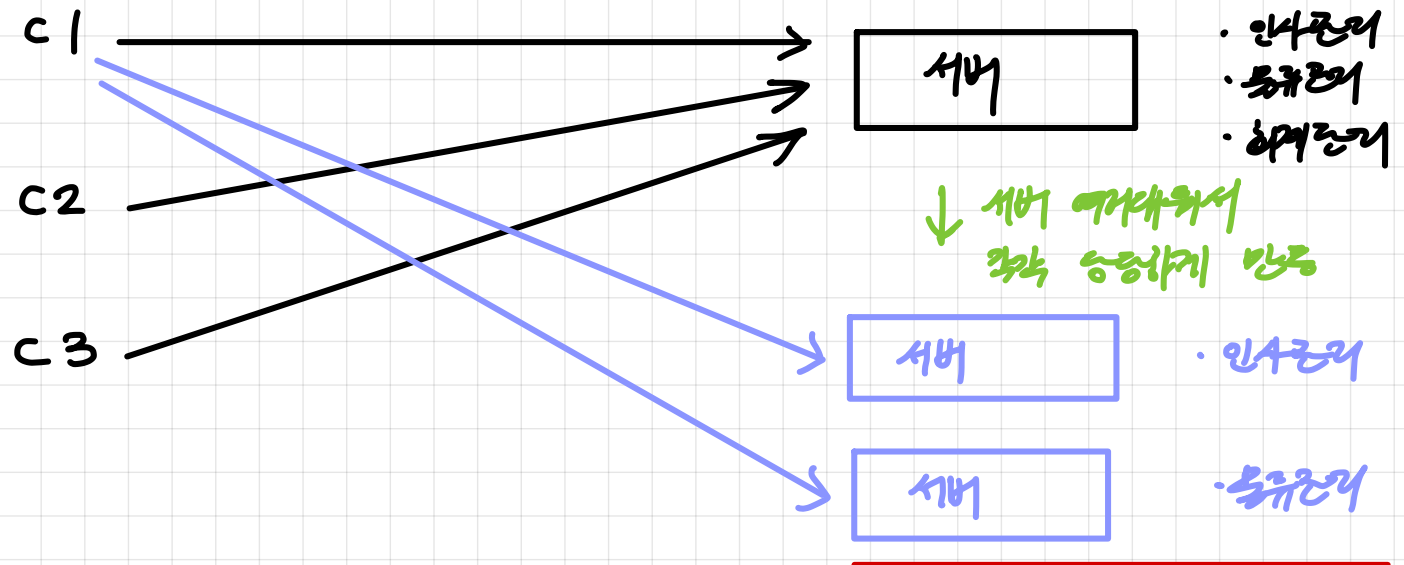 C1
서버
· 인사관리
· 물류관리
· 회계관리
C2
↓ 서버 여러대둬서
각각 응답하게 만듦
C3
서버
· 인사관리
서버
· 물류관리